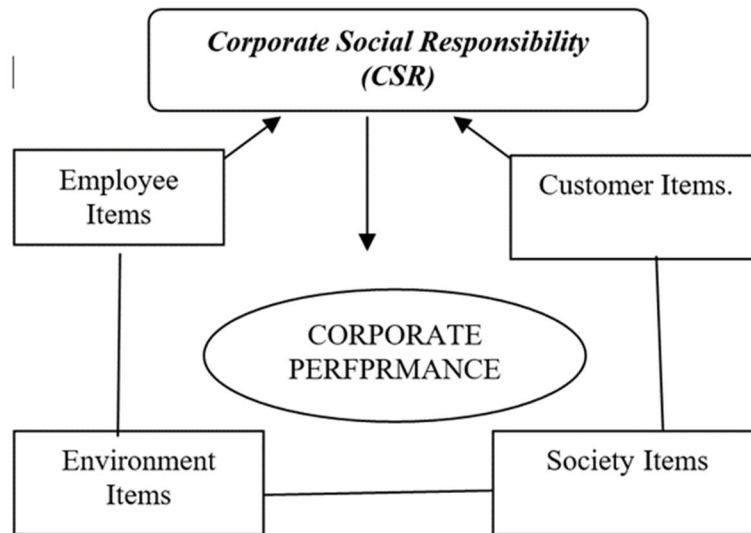 Corporate Social Responsibility
(CSR)
Employee
Items
Customer Items.
CORPORATE
PERFPRMANCE
Environment
Items
Society Items